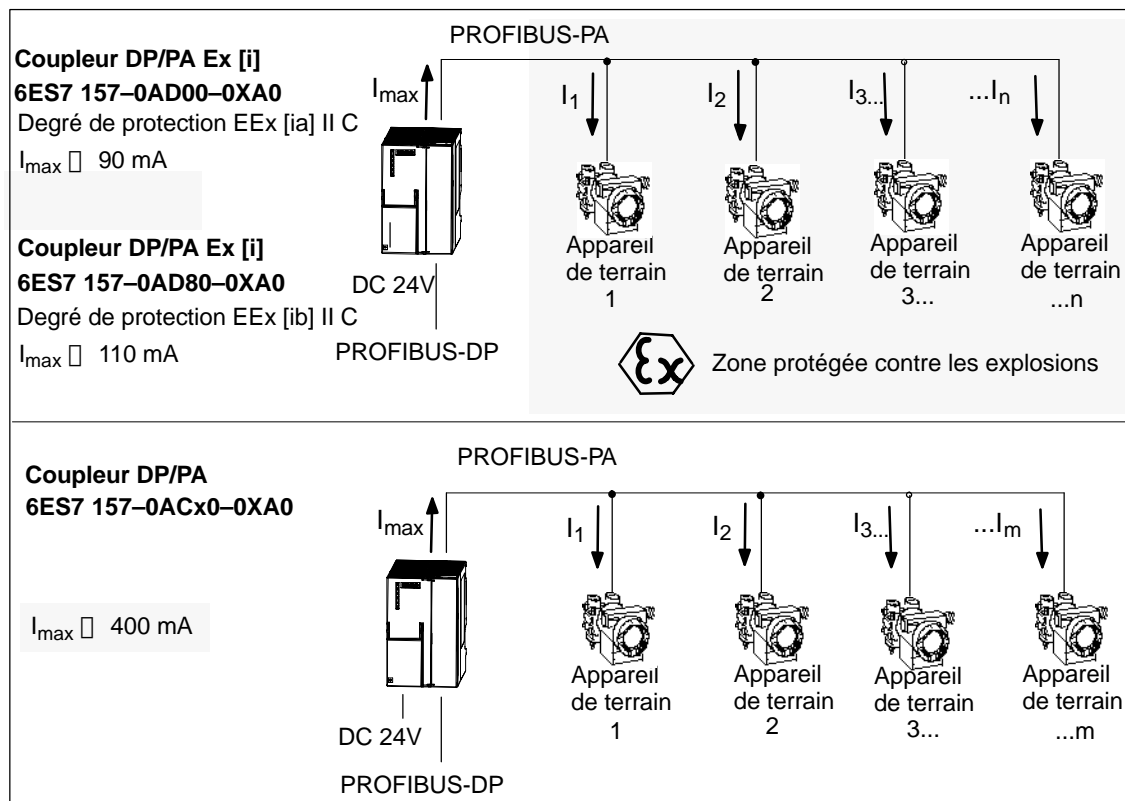 PROFIBUS-PA
Coupleur DP/PA Ex [i]
6ES7 157–0AD00–0XA0
Degré de protection EEx [ia] II C
Imax ▯ 90 mA
Imax
I1
I2
I3...
...In
Appareil
de terrain
1
Appareil
de terrain
2
Appareil
de terrain
3...
Appareil
de terrain
...n
Coupleur DP/PA Ex [i]
6ES7 157–0AD80–0XA0
Degré de protection EEx [ib] II C
Imax ▯ 110 mA
DC 24V
PROFIBUS-DP
Ex
Zone protégée contre les explosions
PROFIBUS-PA
Coupleur DP/PA
6ES7 157–0ACx0–0XA0
Imax ▯ 400 mA
Imax
I1
I2
I3...
...Im
Appareil
de terrain
1
Appareil
de terrain
2
Appareil
de terrain
3...
Appareil
de terrain
...m
DC 24V
PROFIBUS-DP